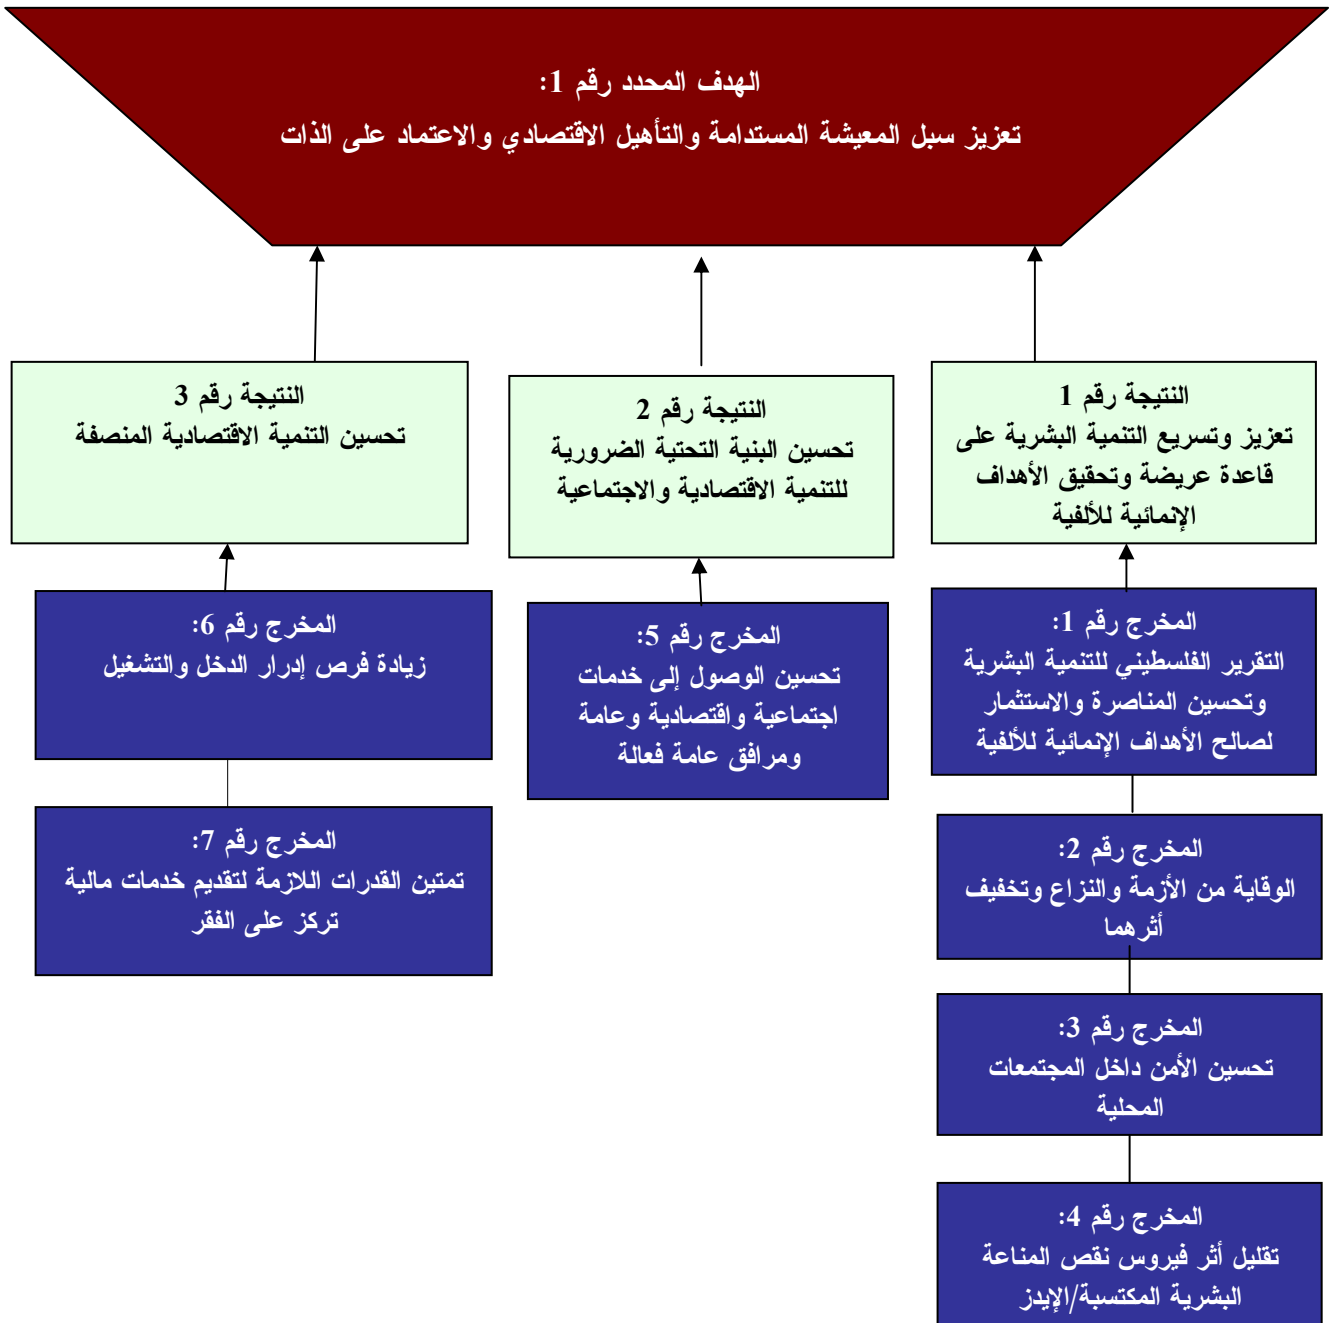 الهدف المحدد رقم 1:
تعزيز سبل المعيشة المستدامة والتأهيل الاقتصادي والاعتماد على الذات
النتيجة رقم 1
تعزيز وتسريع التنمية البشرية على
قاعدة عريضة وتحقيق الأهداف
الإنمائية للألفية
النتيجة رقم 2
تحسين البنية التحتية الضرورية
للتنمية الاقتصادية والاجتماعية
النتيجة رقم 3
تحسين التنمية الاقتصادية المنصفة
المخرج رقم 1:
التقرير الفلسطيني للتنمية البشرية
وتحسين المناصرة والاستثمار
لصالح الأهداف الإنمائية للألفية
المخرج رقم 2:
الوقاية من الأزمة والنزاع وتخفيف
أثرهما
المخرج رقم 3:
تحسين الأمن داخل المجتمعات
المحلية
المخرج رقم 4:
تقليل أثر فيروس نقص المناعة
البشرية المكتسبة/الإيدز
المخرج رقم 5:
تحسين الوصول إلى خدمات
اجتماعية واقتصادية وعامة
ومرافق عامة فعالة
المخرج رقم 6:
زيادة فرص إدرار الدخل والتشغيل
المخرج رقم 7:
تمتين القدرات اللازمة لتقديم خدمات مالية
تركز على الفقر